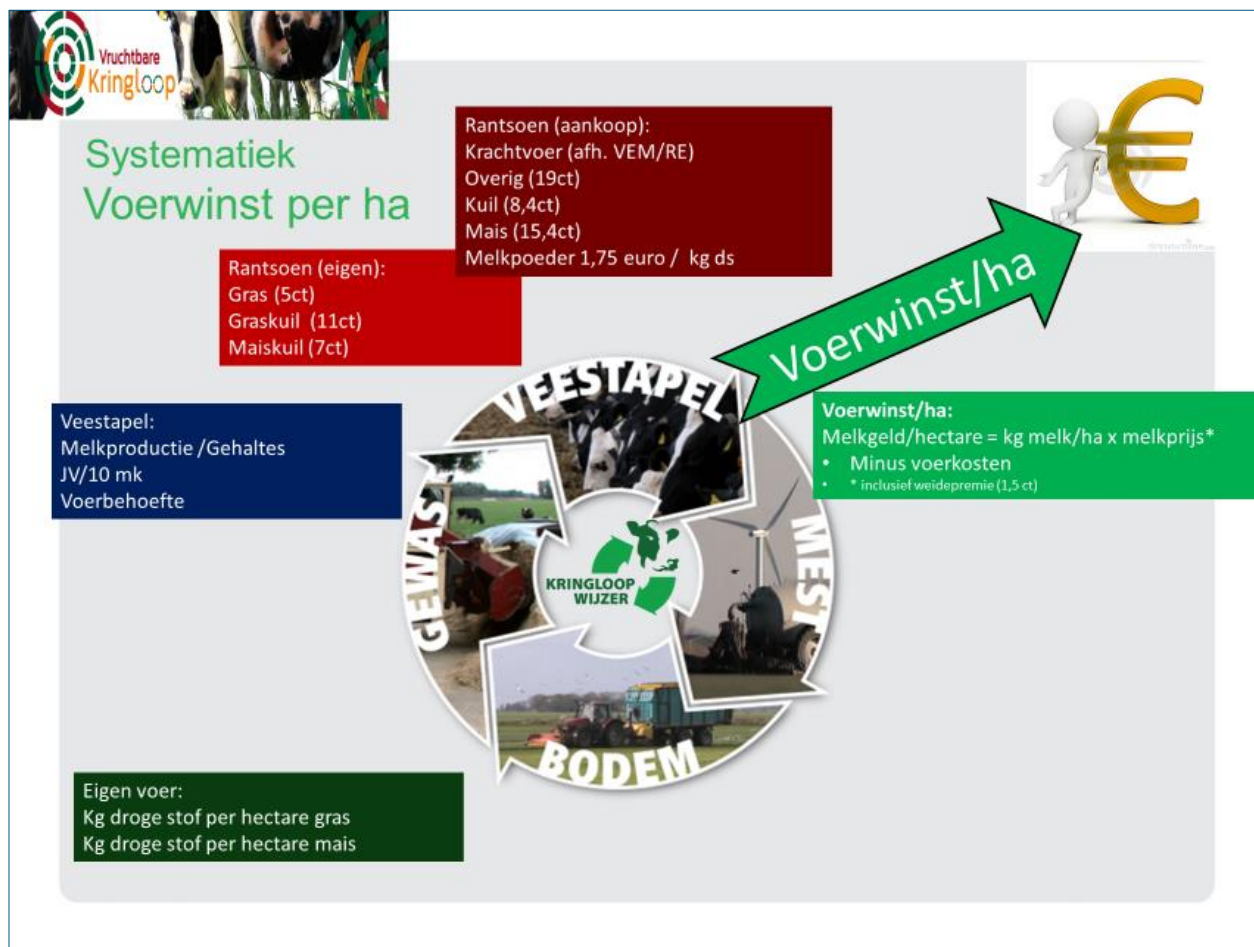 Vruchtbare
Kringloop
Systematiek
Voerwinst per ha
Rantsoen (aankoop):
Krachtvoer (afh. VEM/RE)
Overig (19ct)
Kuil (8,4ct)
Mais (15,4ct)
Melkpoeder 1,75 euro / kg ds
Rantsoen (eigen):
Gras (5ct)
Graskuil (11ct)
Maiskuil (7ct)
Voerwinst/ha
Veestapel:
Melkproductie /Gehaltes
JV/10 mk
Voerbehoefte
Voerwinst/ha:
Melkgeld/hectare = kg melk/ha x melkprijs*
• Minus voerkosten
• * inclusief weidepremie (1,5 ct)
VEESTAPEL
MEST
BODEM
GEWAS
KRINGLOOP
WIJZER
Eigen voer:
Kg droge stof per hectare gras
Kg droge stof per hectare mais